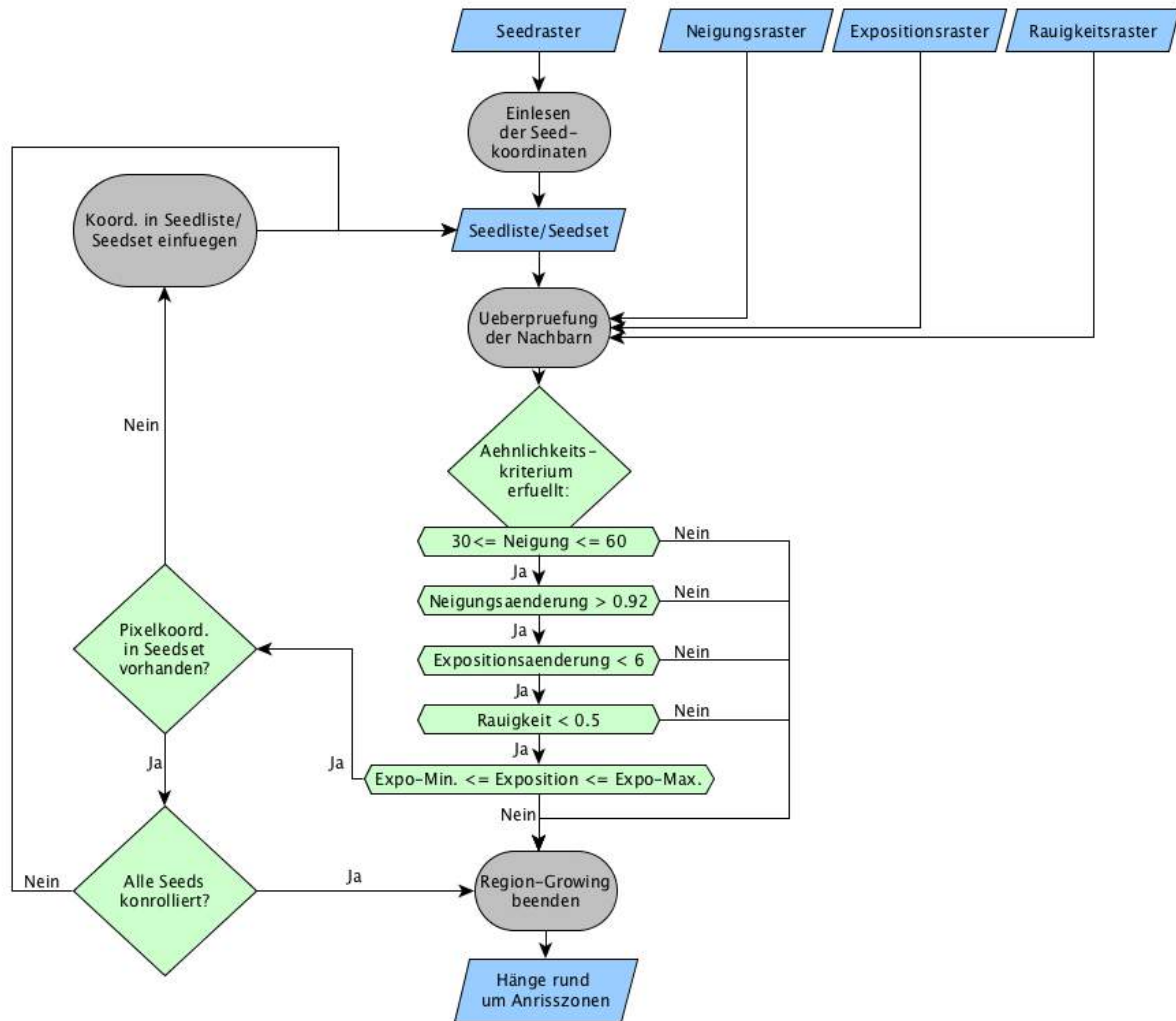 Seedraster
Neigungsraster
Expositionsraster
Rauigkeitsraster
Einlesen
der Seed-
koordinaten
Koord. in Seedliste/
Seedset einfuegen
Seedliste/Seedset
Ueberpruefung
der Nachbarn
Nein
Aehnlichkeits-
kriterium
erfuellt:
30<= Neigung <= 60
Nein
Ja
Neigungsaenderung > 0.92
Nein
Ja
Expositionsaenderung < 6
Nein
Ja
Rauigkeit < 0.5
Nein
Ja
Expo-Min. <= Exposition <= Expo-Max.
Ja
Nein
Pixelkoord.
in Seedset
vorhanden?
Ja
Alle Seeds
konrolliert?
Nein
Ja
Region-Growing
beenden
Hänge rund
um Anrisszonen